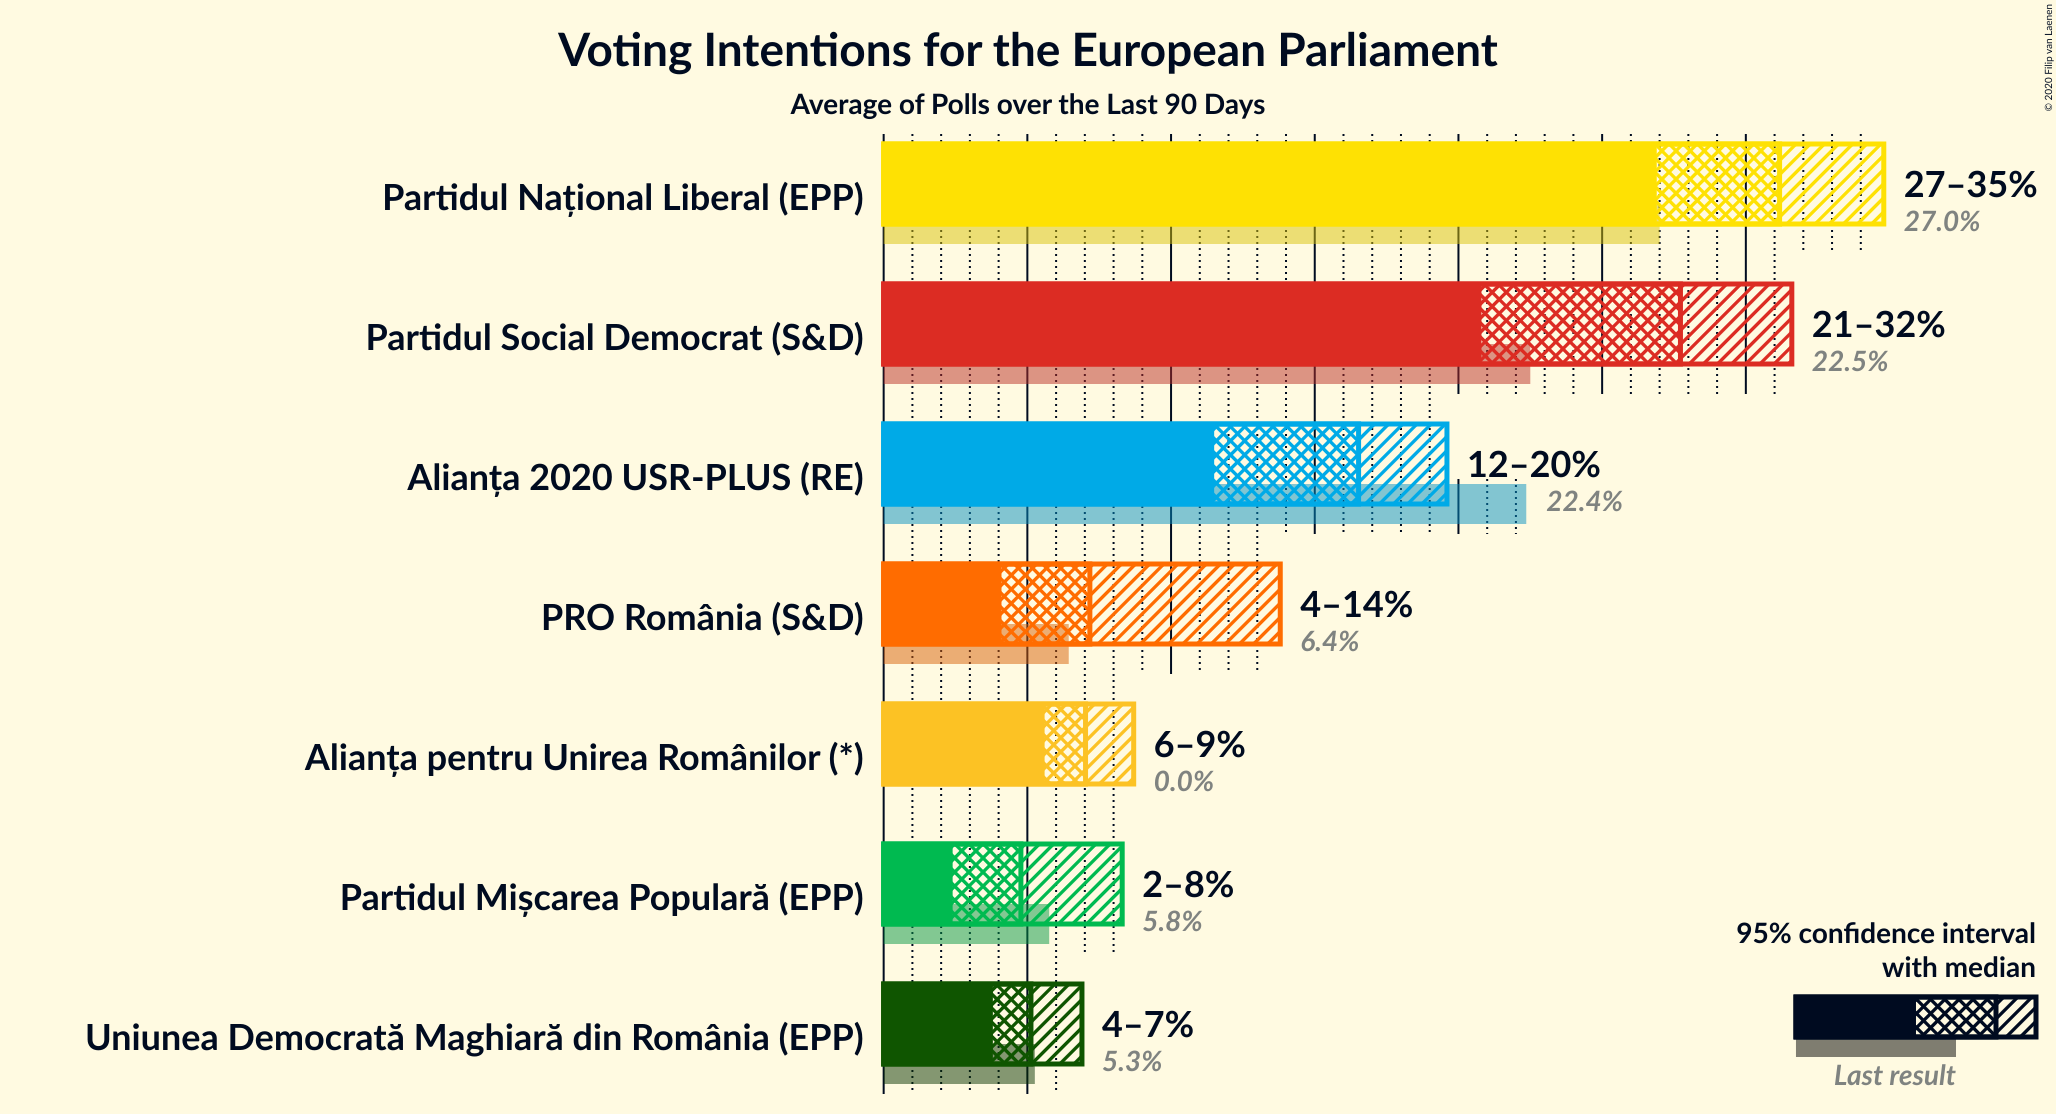 Voting Intentions for the European Parliament
Average of Polls over the Last 90 Days
© 2020 Filip van Laenen
Partidul Național Liberal (EPP)
27–35%
27.0%
Partidul Social Democrat (S&D)
21–32%
22.5%
Alianța 2020 USR-PLUS (RE)
12–20%
22.4%
PRO România (S&D)
4–14%
6.4%
Alianța pentru Unirea Românilor (*)
6–9%
0.0%
Partidul Mișcarea Populară (EPP)
2–8%
5.8%
Uniunea Democrată Maghiară din România (EPP)
4–7%
5.3%
95% confidence interval
with median
Last result